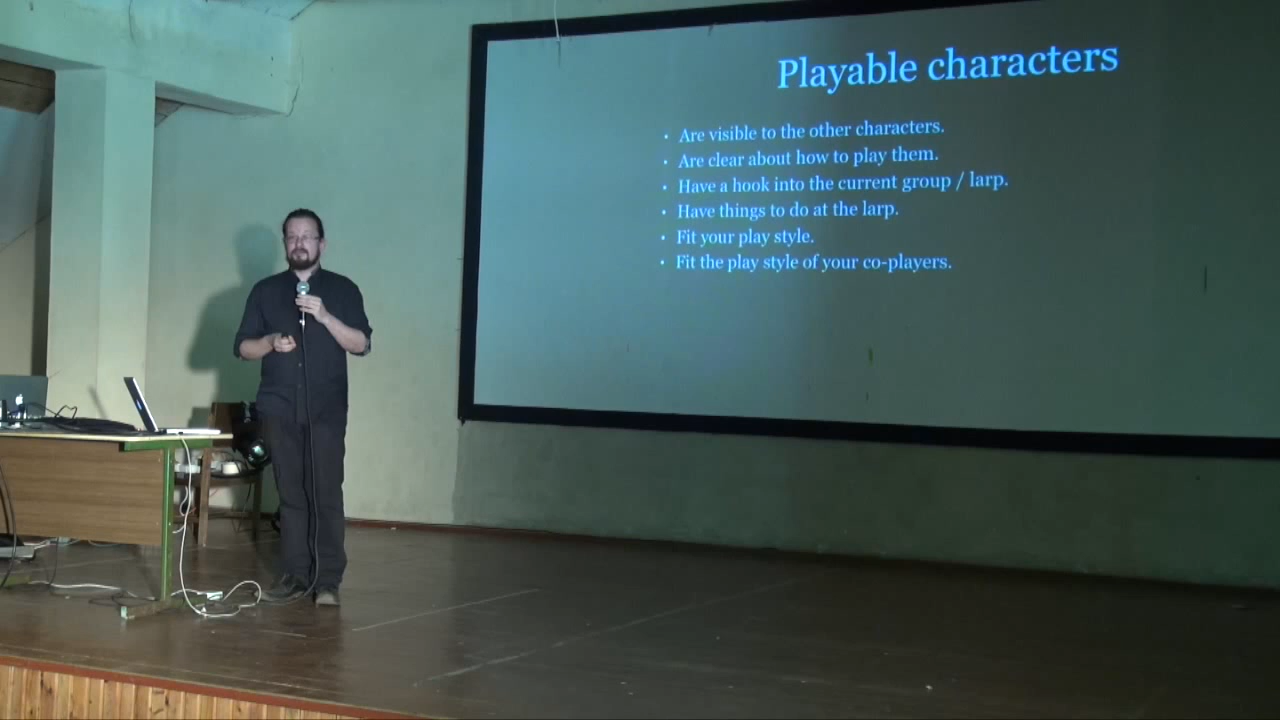 Playable characters
• Are visible to the other characters.
• Are clear about how to play them.
• Have a hook into the current group / larp.
• Have things to do at the larp.
• Fit your play style.
• Fit the play style of your co-players.